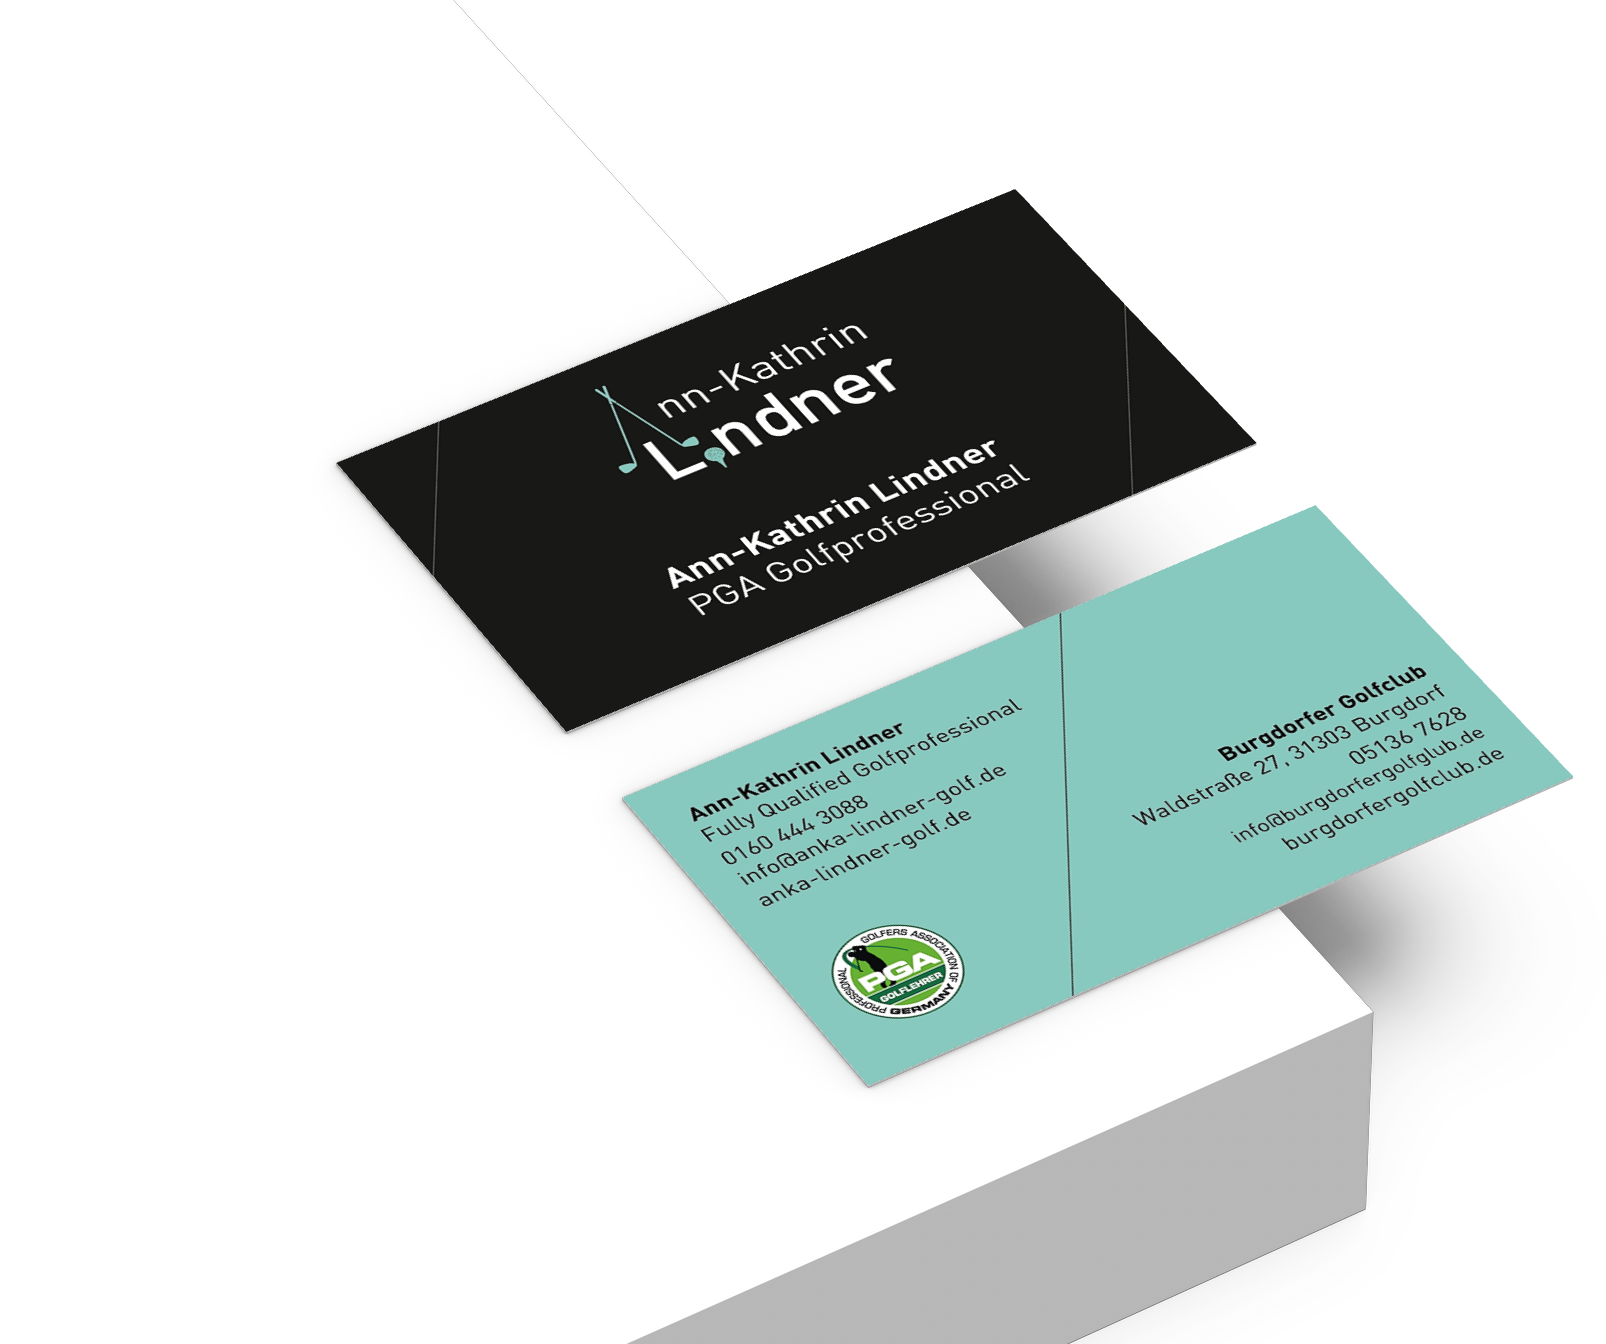 Ann-Kathrin
Lindner
Ann-Kathrin Lindner
PGA Golfprofessional
Ann-Kathrin Lindner
Fully Qualified Golfprofessional
0160 444 3088
info@anka-lindner-golf.de
anka-lindner-golf.de
PROFESSIONAL GOLFERS ASSOCIATION OF GERMANY
PGA
GOLFLEHRER
Burgdorfer Golfclub
Waldstraße 27, 31303 Burgdorf
05136 7628
info@burgdorfergolfglub.de
burgdorfergolfclub.de